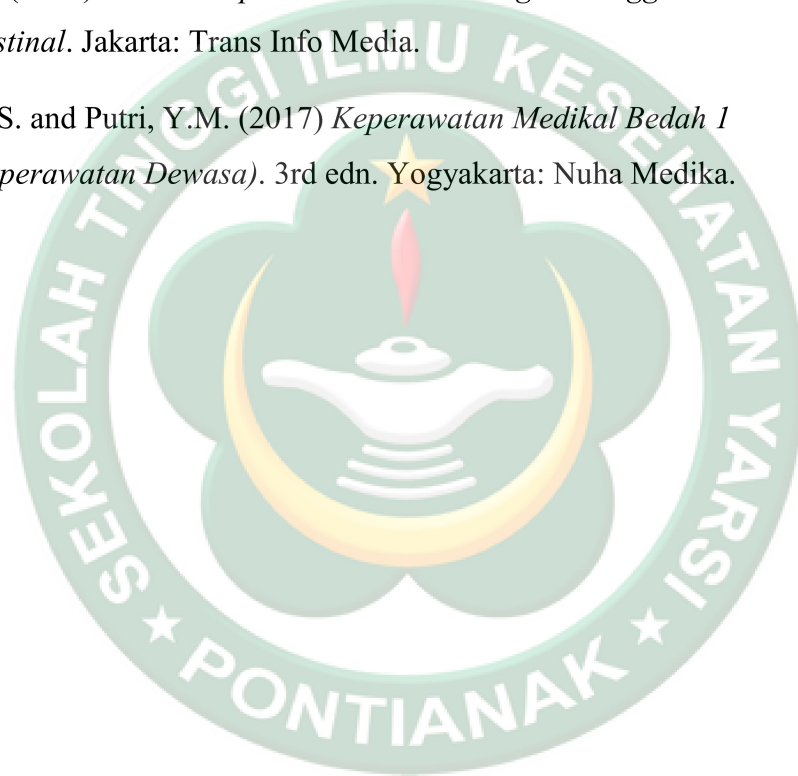 stinal. Jakarta: Trans Info Media.
S. and Putri, Y.M. (2017) Keperawatan Medikal Bedah 1
perawatan Dewasa). 3rd edn. Yogyakarta: Nuha Medika.
SEKOLAH TINGGI ILMU KESEHATAN YARSI
PONTIANAK